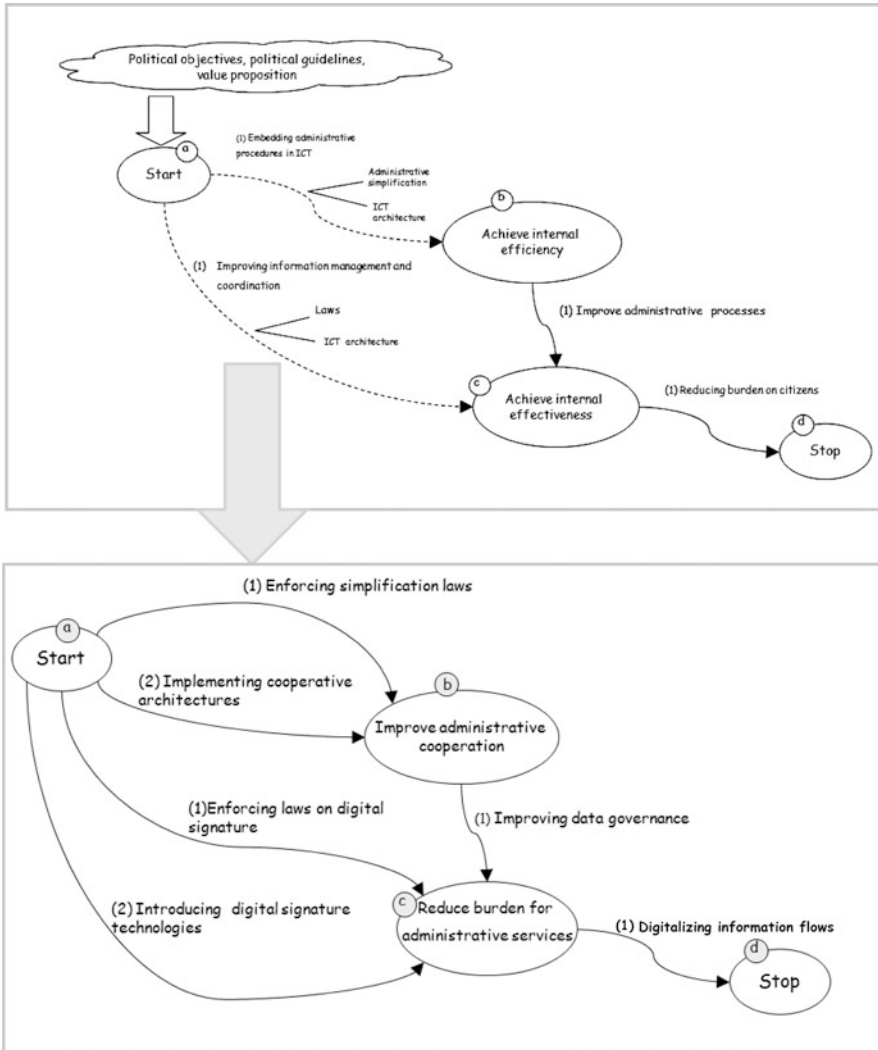 Political objectives, political guidelines,
value proposition
a
Start
(1) Embedding administrative
procedures in ICT
Administrative
simplification
ICT
architecture
b
Achieve internal
efficiency
(1) Improving information management and
coordination
Laws
ICT architecture
(1) Improve administrative processes
c
Achieve internal
effectiveness
(1) Reducing burden on citizens
d
Stop
(1) Enforcing simplification laws
a
Start
(2) Implementing cooperative
architectures
b
Improve administrative
cooperation
(1)Enforcing laws on digital
signature
(1) Improving data governance
(2) Introducing digital signature
technologies
c
Reduce burden for
administrative services
(1) Digitalizing information flows
d
Stop